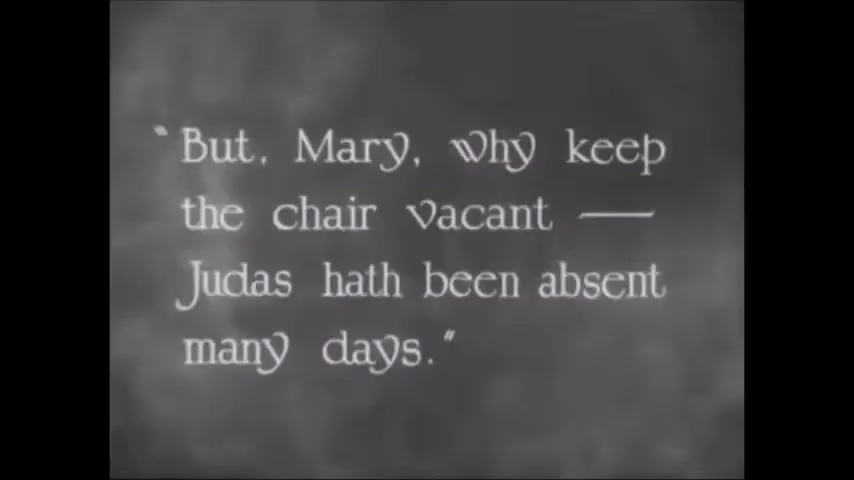 "But, Mary, why keep
the chair vacant —
Judas hath been absent
many days."